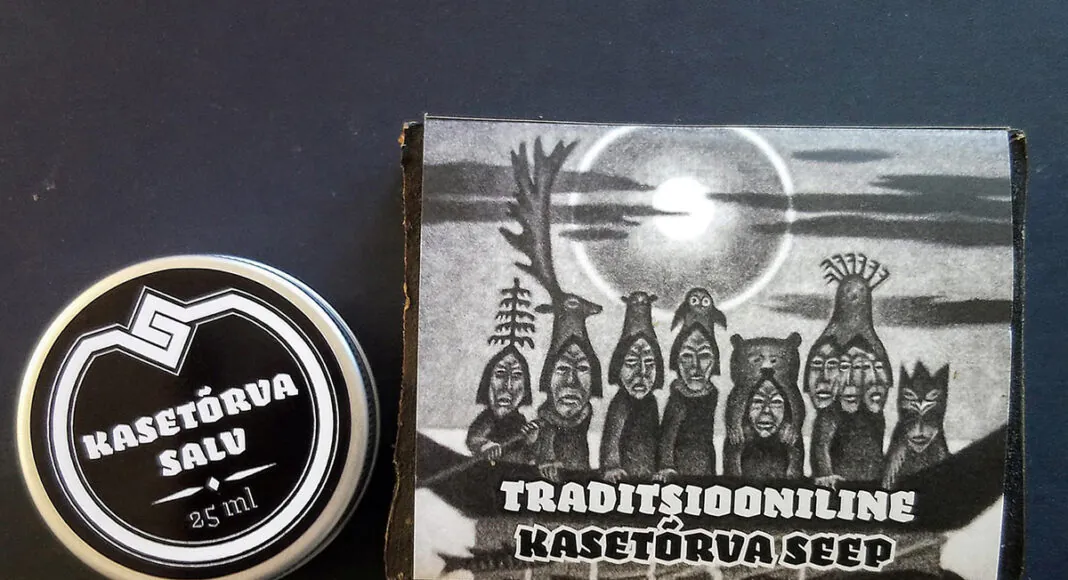 KASETÕRVA
SALV
25 ml
TRADITSIOONILINE
KASETÕRVA SEEP